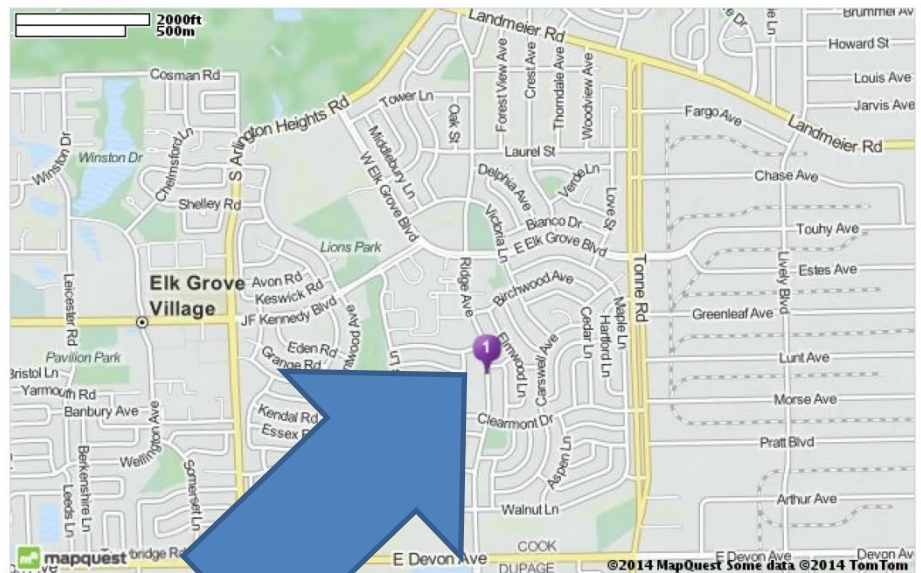 2000ft
500m
Landmeier Rd
Brummel Av
Howard St
Louis Ave
Jarvis Ave
Cosman Rd
Forest View Ave
Crest Ave
Thorndale Ave
Woodview Ave
S Arlington Heights Rd
Tower Ln
Oak St
Fargo Ave
Landmeier Rd
Winston Dr
Winston Dr
Chelmsford Ln
Middlebury Ln
Laurel St
Chase Ave
Shelley Rd
W Elk Grove Blvd
Delphia Ave
Verde Ln
Love St
Victoria Ln
Bianco Dr
Touhy Ave
Lions Park
E Elk Grove Blvd
Elk Grove
Village
Avon Rd
Keswick Rd
JF Kennedy Blvd
Leicester Rd
Ridge Ave
Birchwood Ave
Tonne Rd
Lively Blvd
Estes Ave
Maple Ln
Hartford Ln
Cedar Ln
Greenleaf Ave
1
Eden Rd
Grange Rd
Elmwood Ln
Carswell Ave
Lunt Ave
Pavilion Park
Yarmouth Rd
Banbury Ave
Morse Ave
Kendal Rd
Essex
Clearmont Dr
Pratt Blvd
Wellington Ave
Berkenshire Ln
Leeds Ln
Somerset Ln
Aspen Ln
Arthur Ave
Walnut Ln
mapquest
E Devon Ave
COOK
DUPAGE
E Devon Av
Devon Av
©2014 MapQuest Some data ©2014 TomTom